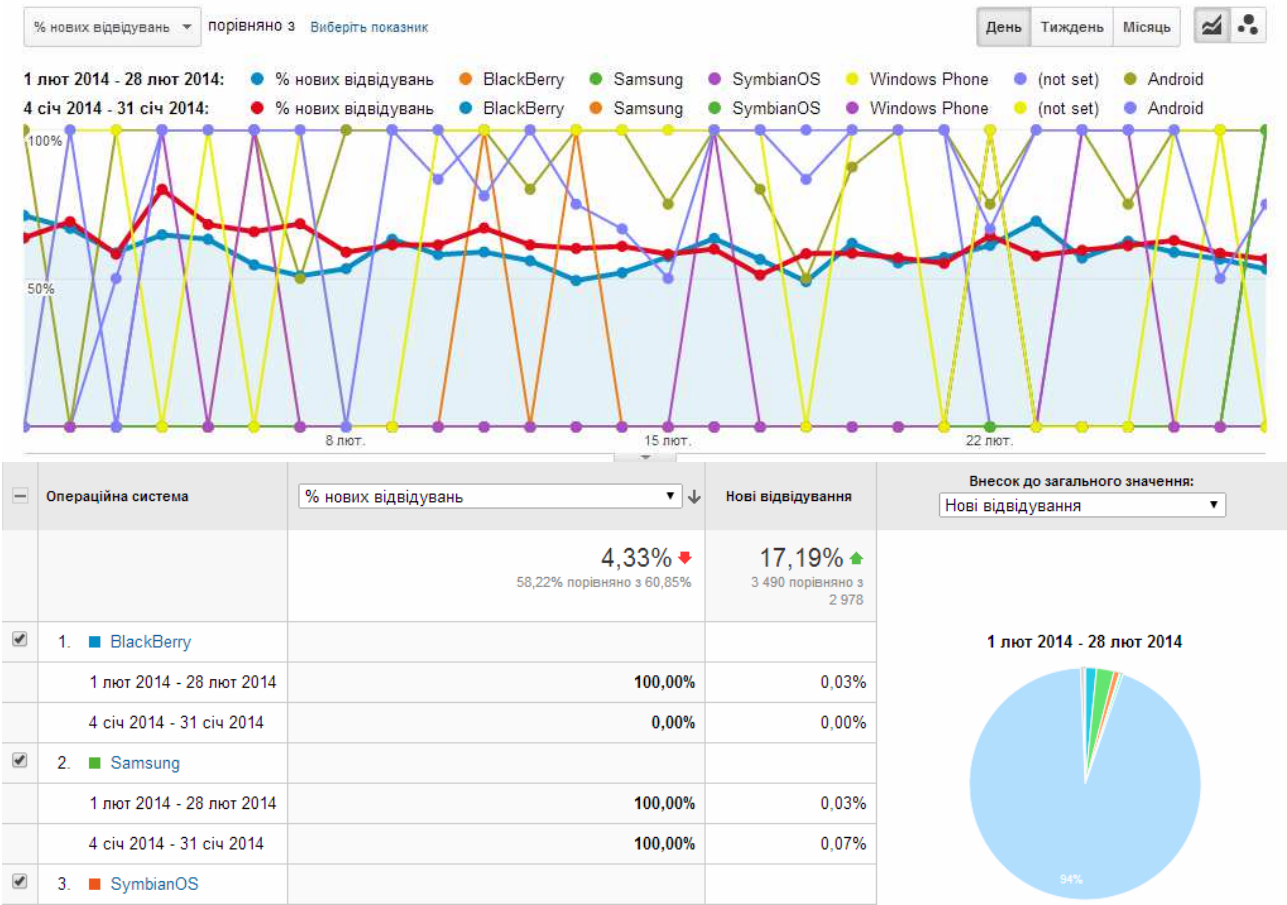 % нових відвідувань порівняно з Виберіть показник День Тиждень Місяць
1 лют 2014 - 28 лют 2014: % нових відвідувань BlackBerry Samsung SymbianOS Windows Phone (not set) Android
4 січ 2014 - 31 січ 2014: % нових відвідувань BlackBerry Samsung SymbianOS Windows Phone (not set) Android
100%
50%
8 лют. 15 лют. 22 лют.
Операційна система % нових відвідувань Нові відвідування
Внесок до загального значення:
Нові відвідування
4,33% 17,19%
58,22% порівняно з 60,85% 3 490 порівняно з
2 978
1. BlackBerry
1 лют 2014 - 28 лют 2014
1 лют 2014 - 28 лют 2014 100,00% 0,03%
4 січ 2014 - 31 січ 2014 0,00% 0,00%
2. Samsung
1 лют 2014 - 28 лют 2014 100,00% 0,03%
4 січ 2014 - 31 січ 2014 100,00% 0,07%
94%
3. SymbianOS